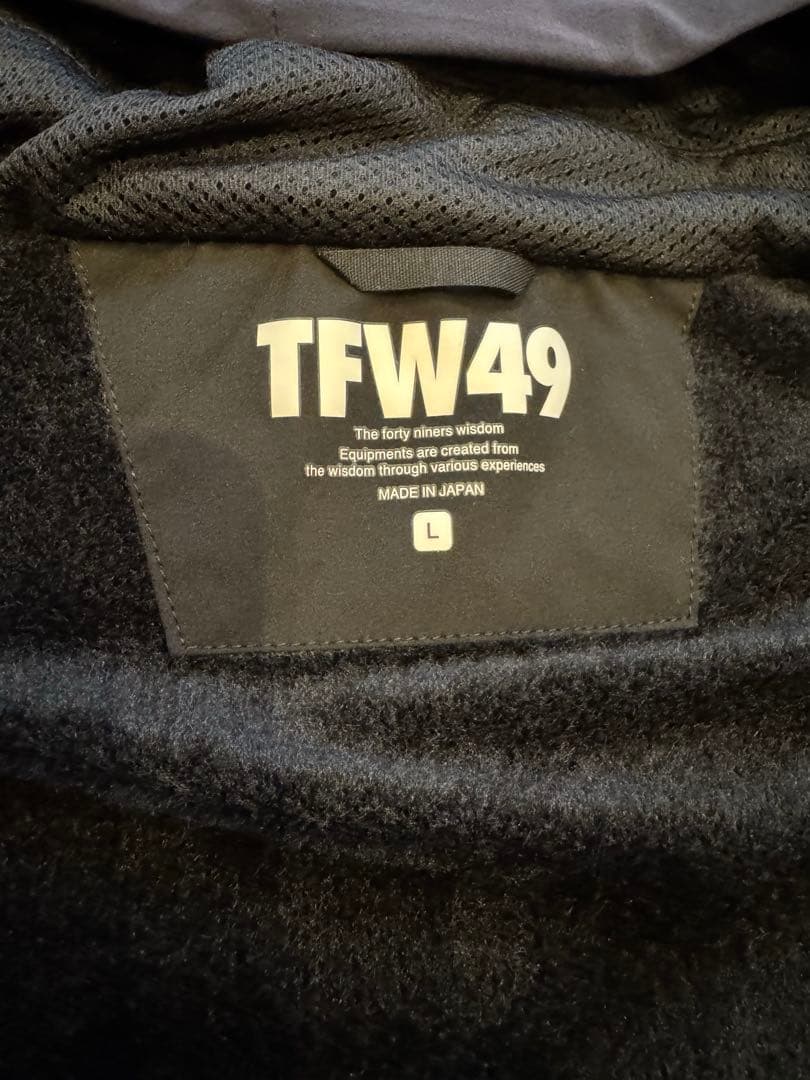 TFW49
The forty niners wisdom
Equipments are created from
the wisdom through various experiences
MADE IN JAPAN
L